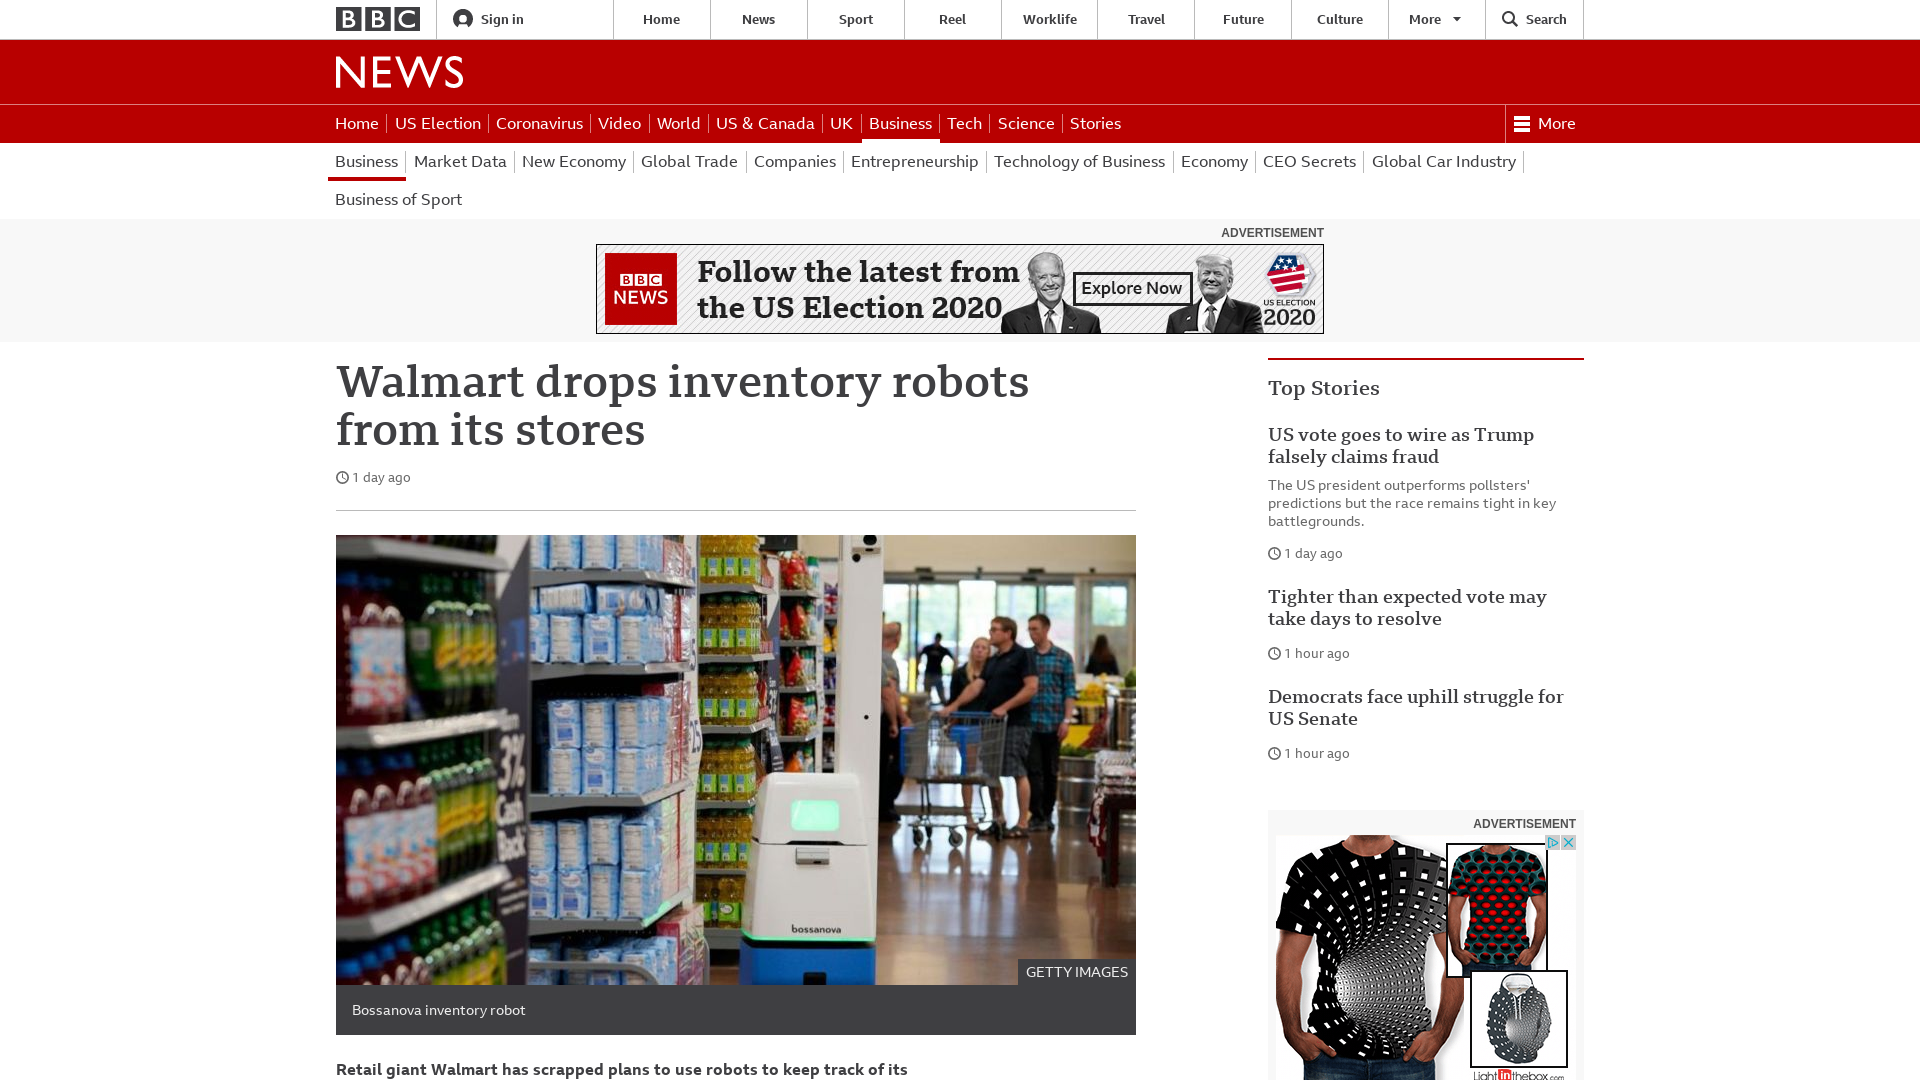 BBC
Sign in
Home
News
Sport
Reel
Worklife
Travel
Future
Culture
More
Search
NEWS
Home
US Election
Coronavirus
Video
World
US & Canada
UK
Business
Tech
Science
Stories
More
Business
Market Data
New Economy
Global Trade
Companies
Entrepreneurship
Technology of Business
Economy
CEO Secrets
Global Car Industry
Business of Sport
ADVERTISEMENT
BBC
NEWS
Follow the latest from
the US Election 2020
Explore Now
US ELECTION
2020
Walmart drops inventory robots
from its stores
1 day ago
3%
Cash
Back
bossanova
GETTY IMAGES
Bossanova inventory robot
Retail giant Walmart has scrapped plans to use robots to keep track of its
Top Stories
US vote goes to wire as Trump
falsely claims fraud
The US president outperforms pollsters'
predictions but the race remains tight in key
battlegrounds.
1 day ago
Tighter than expected vote may
take days to resolve
1 hour ago
Democrats face uphill struggle for
US Senate
1 hour ago
ADVERTISEMENT
Light in the box.com